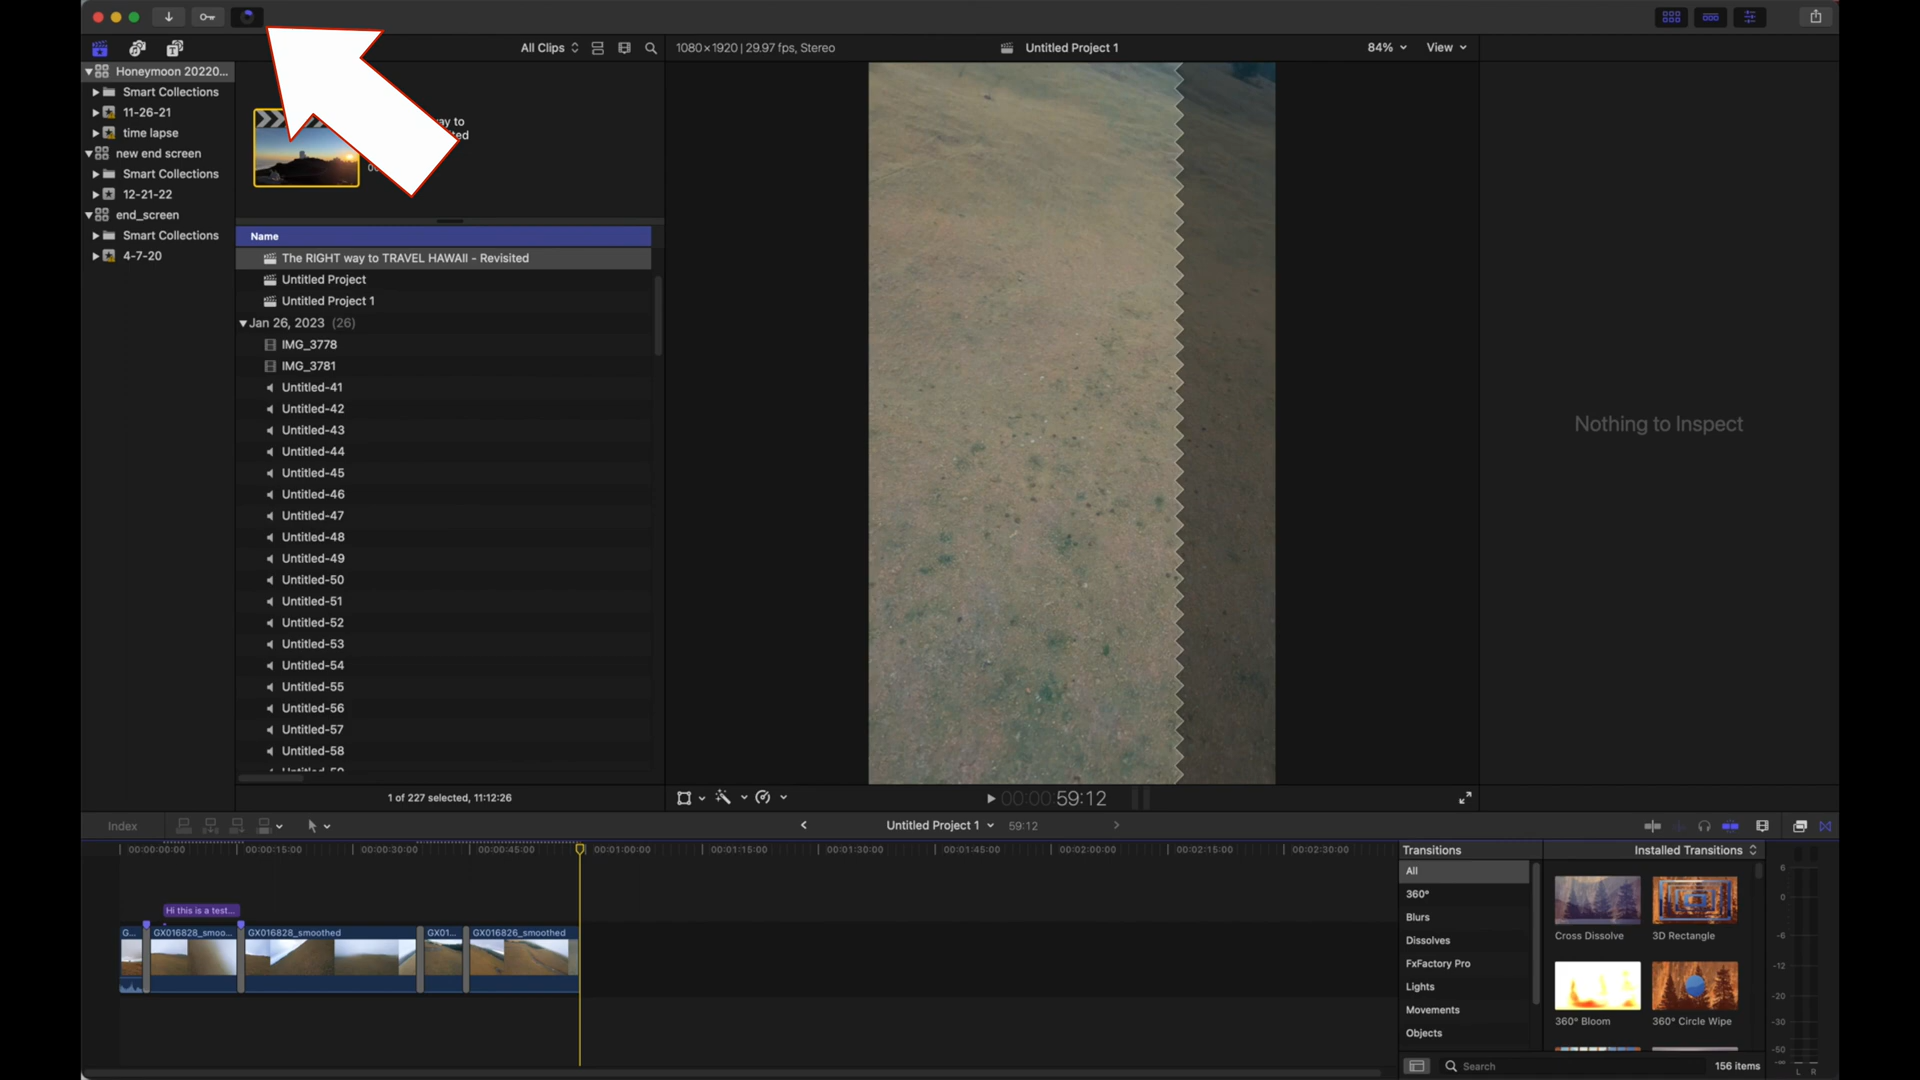 All Clips
1080×1920 | 29.97 fps, Stereo
Untitled Project 1
84%
View
Honeymoon 20220...
Smart Collections
11-26-21
time lapse
new end screen
Smart Collections
12-21-22
end_screen
Smart Collections
4-7-20
Name
The RIGHT way to TRAVEL HAWAII - Revisited
Untitled Project
Untitled Project 1
Jan 26, 2023 (26)
IMG_3778
IMG_3781
Untitled-41
Untitled-42
Untitled-43
Untitled-44
Untitled-45
Untitled-46
Untitled-47
Untitled-48
Untitled-49
Untitled-50
Untitled-51
Untitled-52
Untitled-53
Untitled-54
Untitled-55
Untitled-56
Untitled-57
Untitled-58
1 of 227 selected, 11:12:26
Nothing to Inspect
00:00:59:12
Index
Untitled Project 1
59:12
00:00:00:00
00:00:15:00
00:00:30:00
00:00:45:00
00:01:00:00
00:01:15:00
00:01:30:00
00:01:45:00
00:02:00:00
00:02:15:00
00:02:30:00
Hi this is a test...
G...
GX016828_smoo...
GX016828_smoothed
GX01...
GX016826_smoothed
Transitions
Installed Transitions
All
360°
Blurs
Dissolves
FxFactory Pro
Lights
Movements
Objects
Cross Dissolve
3D Rectangle
360° Bloom
360° Circle Wipe
Search
156 items
6
0
-6
-12
-20
-30
-50
-∞
L R